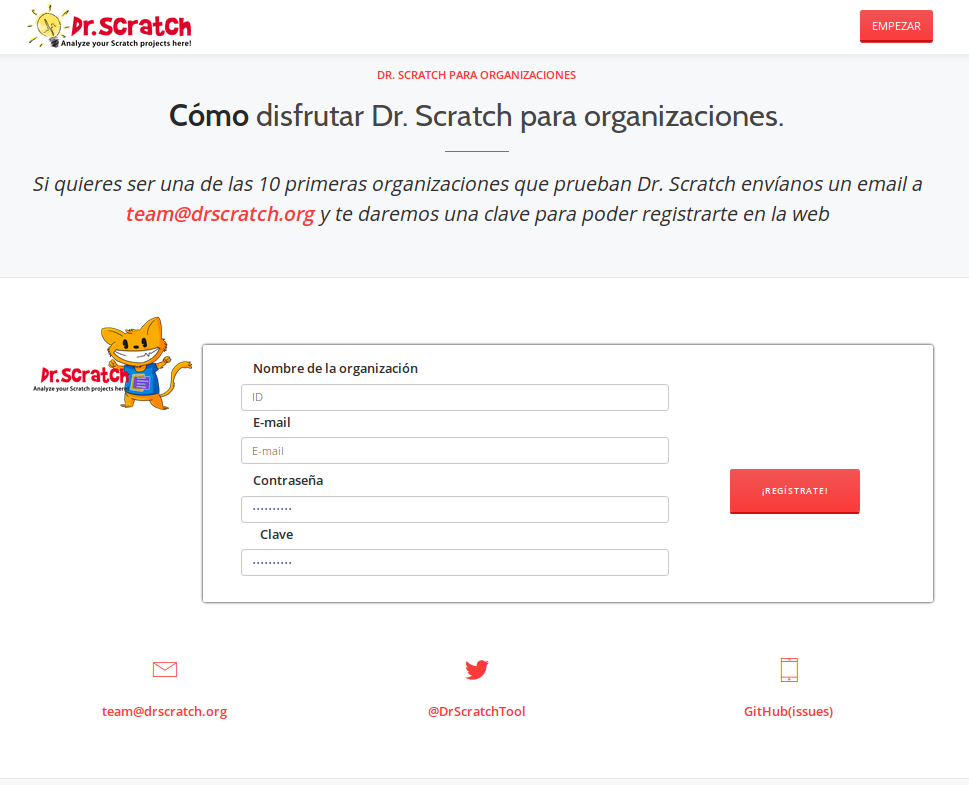 Dr.Scratch
Analyze your Scratch projects here!
EMPEZAR
DR. SCRATCH PARA ORGANIZACIONES
Cómo disfrutar Dr. Scratch para organizaciones.
Si quieres ser una de las 10 primeras organizaciones que prueban Dr. Scratch envíanos un email a
team@drscratch.org y te daremos una clave para poder registrarte en la web
Dr.Scratch
Analyze your Scratch projects here
Nombre de la organización
ID
E-mail
E-mail
Contraseña
··········
¡REGÍSTRATE!
Clave
··········
team@drscratch.org
@DrScratchTool
GitHub(issues)